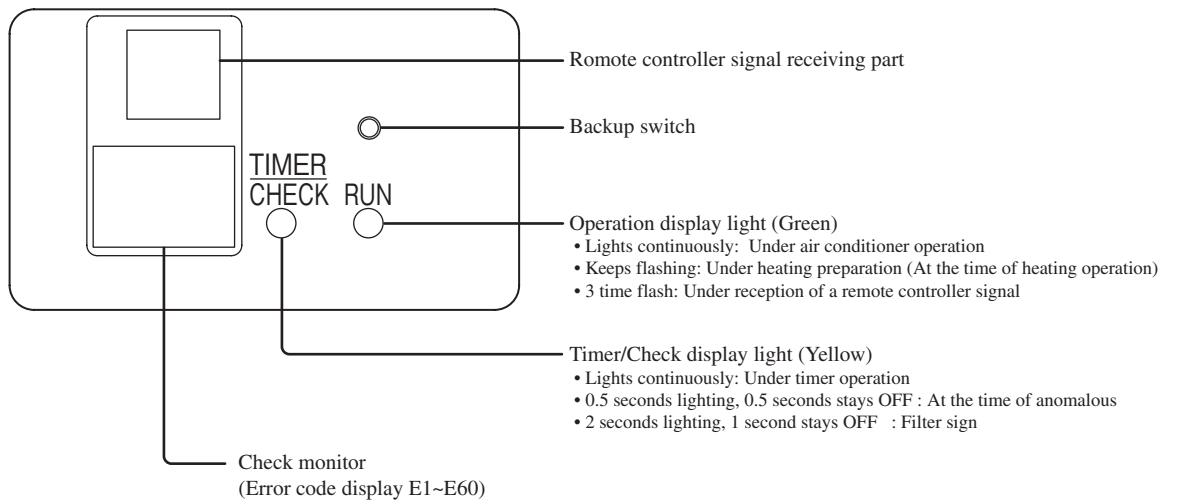 Romote controller signal receiving part
Backup switch
TIMER
CHECK RUN
Operation display light (Green)
• Lights continuously: Under air conditioner operation
• Keeps flashing: Under heating preparation (At the time of heating operation)
• 3 time flash: Under reception of a remote controller signal
Timer/Check display light (Yellow)
• Lights continuously: Under timer operation
• 0.5 seconds lighting, 0.5 seconds stays OFF : At the time of anomalous
• 2 seconds lighting, 1 second stays OFF : Filter sign
Check monitor
(Error code display E1~E60)